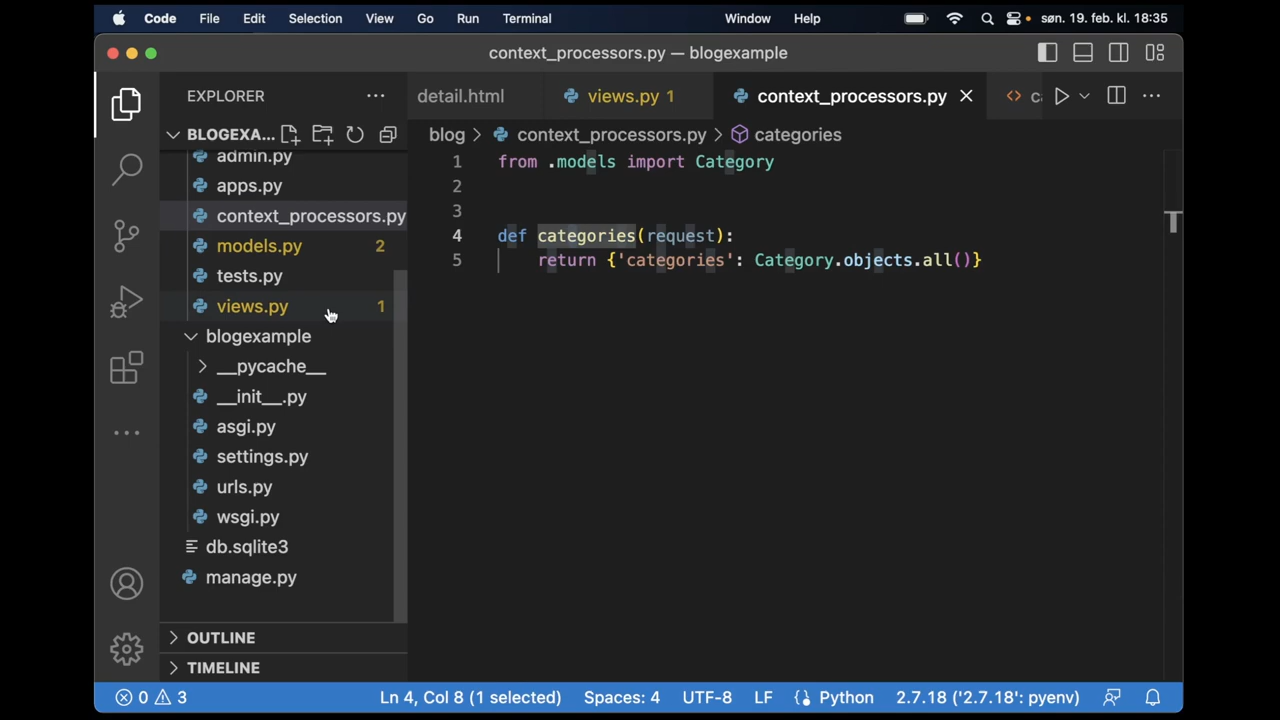 Code File Edit Selection View Go Run Terminal Window Help søn. 19. feb. kl. 18:35
context_processors.py — blogexample
EXPLORER
detail.html
views.py 1
context_processors.py
BLOGEXA...
blog > context_processors.py > categories
admin.py
apps.py
context_processors.py
models.py 2
tests.py
views.py 1
blogexample
__pycache__
__init__.py
asgi.py
settings.py
urls.py
wsgi.py
db.sqlite3
manage.py
OUTLINE
TIMELINE
1 from .models import Category
2
3
4 def categories(request):
5 return {'categories': Category.objects.all()}
0 3 Ln 4, Col 8 (1 selected) Spaces: 4 UTF-8 LF Python 2.7.18 ('2.7.18': pyenv)